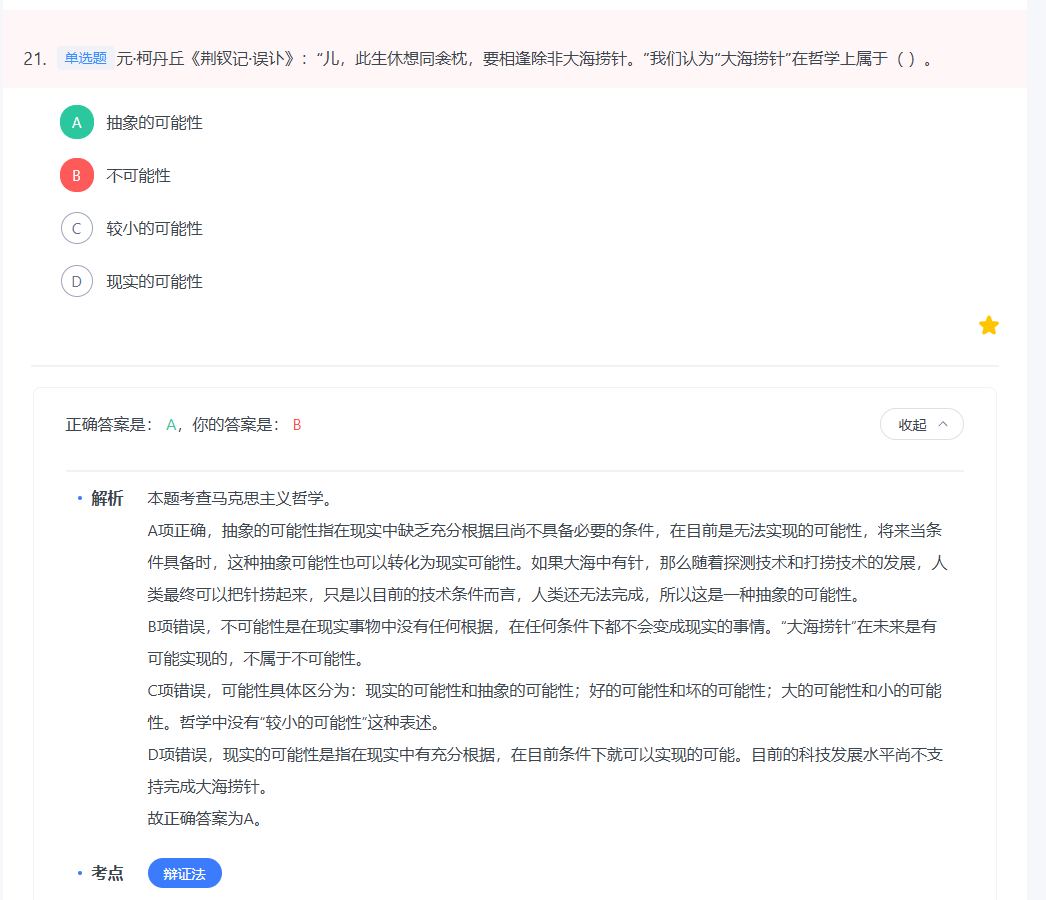 21. 单选题 元·柯丹丘《荆钗记·误讣》：“儿，此生休想同衾枕，要相逢除非大海捞针。”我们认为“大海捞针”在哲学上属于（ ）。
A 抽象的可能性
B 不可能性
C 较小的可能性
D 现实的可能性
正确答案是： A，你的答案是： B
收起
解析 本题考查马克思主义哲学。
A项正确，抽象的可能性指在现实中缺乏充分根据且尚不具备必要的条件，在目前是无法实现的可能性，将来当条
件具备时，这种抽象可能性也可以转化为现实可能性。如果大海中有针，那么随着探测技术和打捞技术的发展，人
类最终可以把针捞起来，只是以目前的技术条件而言，人类还无法完成，所以这是一种抽象的可能性。
B项错误，不可能性是在现实事物中没有任何根据，在任何条件下都不会变成现实的事情。“大海捞针”在未来是有
可能实现的，不属于不可能性。
C项错误，可能性具体区分为：现实的可能性和抽象的可能性；好的可能性和坏的可能性；大的可能性和小的可能
性。哲学中没有“较小的可能性”这种表述。
D项错误，现实的可能性是指在现实中有充分根据，在目前条件下就可以实现的可能。目前的科技发展水平尚不支
持完成大海捞针。
故正确答案为A。
考点 辩证法